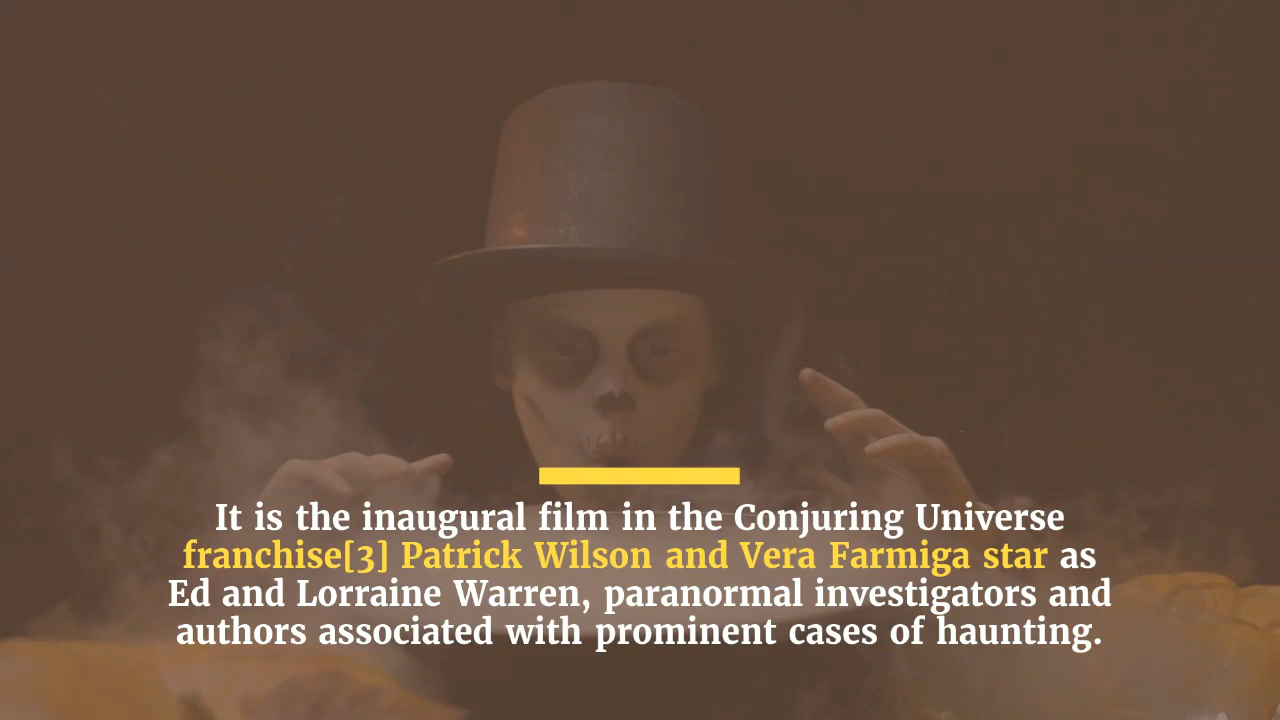 It is the inaugural film in the Conjuring Universe
franchise[3] Patrick Wilson and Vera Farmiga star as
Ed and Lorraine Warren, paranormal investigators and
authors associated with prominent cases of haunting.